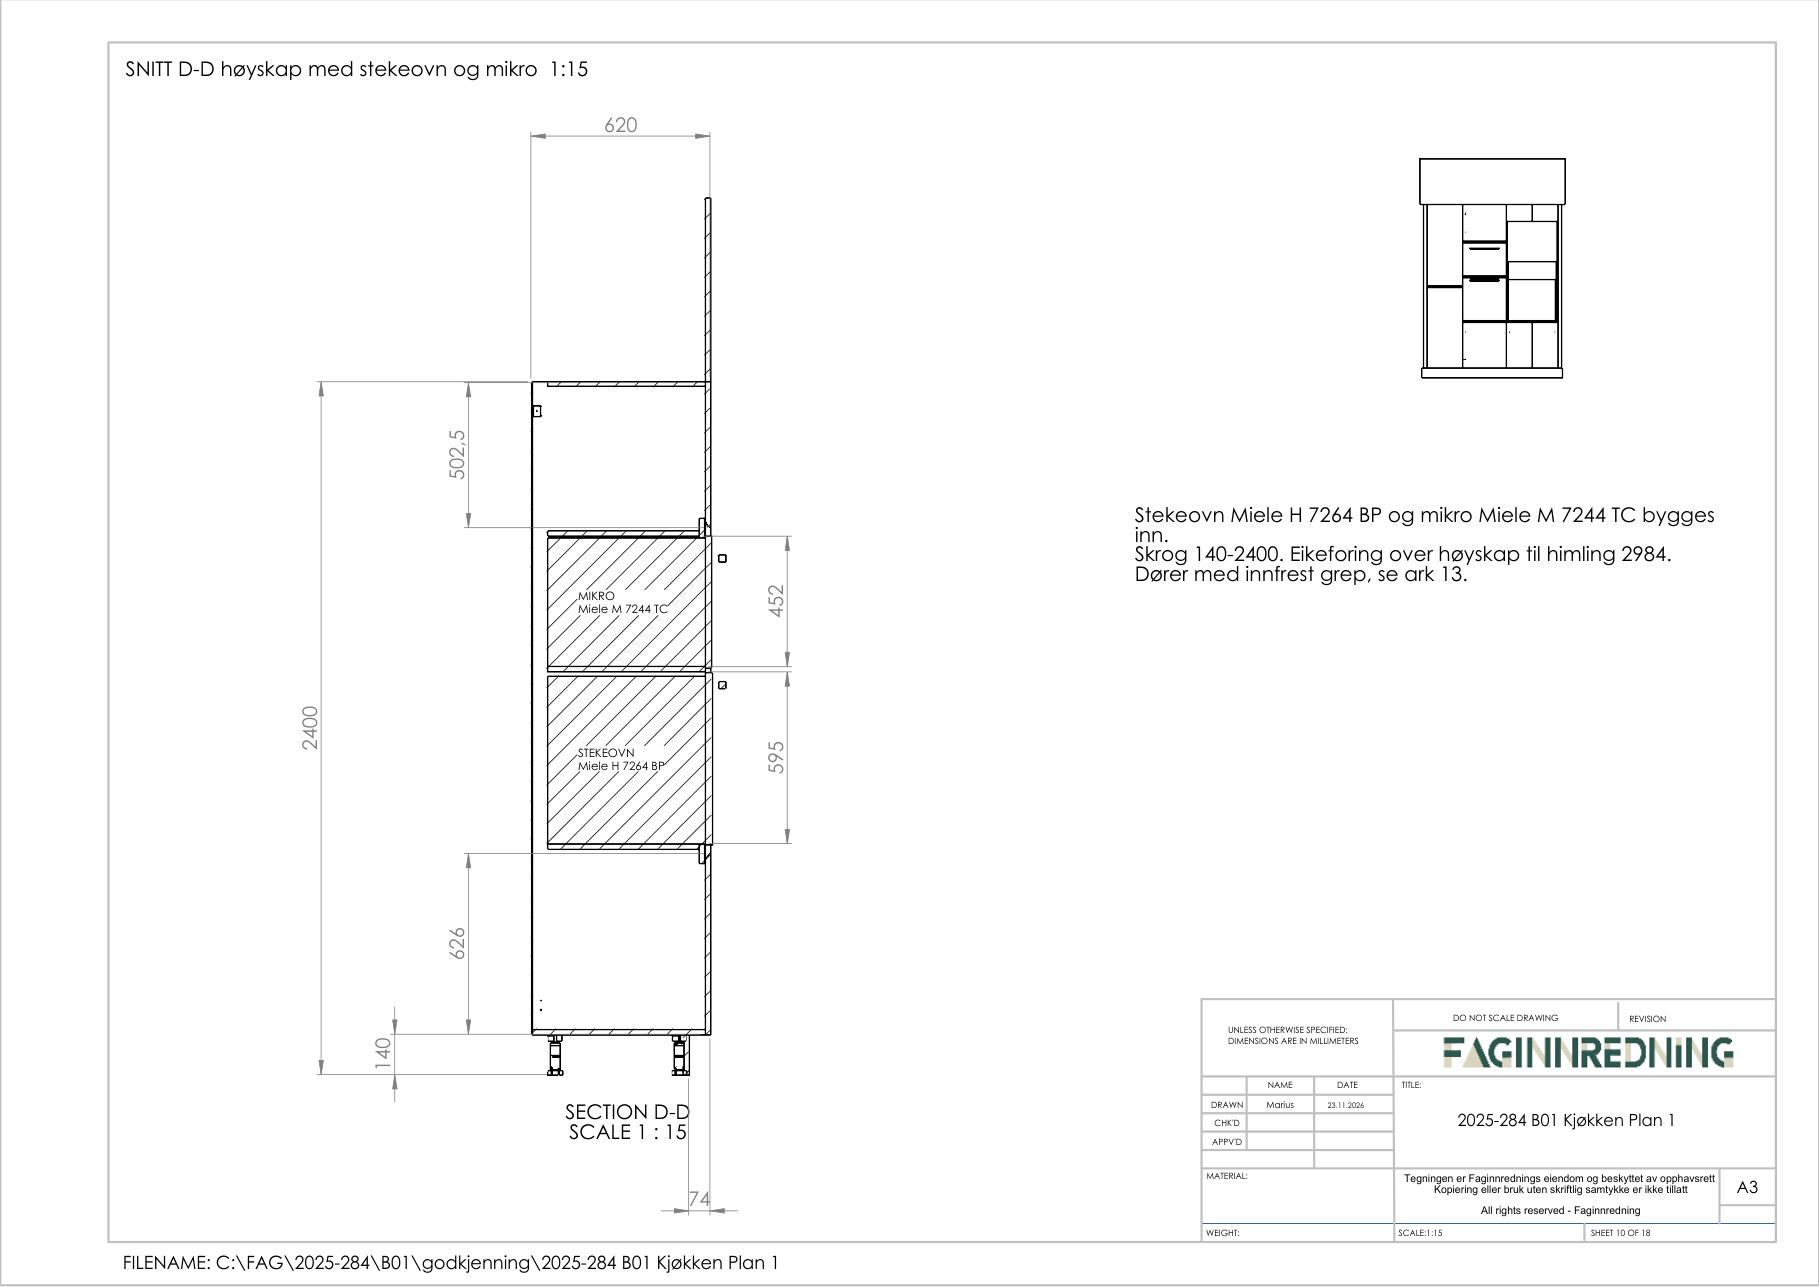 SNITT D-D høyskap med stekeovn og mikro  1:15
620
502,5
2400
626
140
452
595
74
MIKRO
Miele M 7244 TC
STEKEOVN
Miele H 7264 BP
SECTION D-D
SCALE 1 : 15
Stekeovn Miele H 7264 BP og mikro Miele M 7244 TC bygges
inn.
Skrog 140-2400. Eikeforing over høyskap til himling 2984.
Dører med innfrest grep, se ark 13.
UNLESS OTHERWISE SPECIFIED:
DIMENSIONS ARE IN MILLIMETERS
DO NOT SCALE DRAWING
REVISION
FAGINNREDNING
NAME
DATE
DRAWN
Marius
23.11.2026
CHK'D
APPV'D
TITLE:
2025-284 B01 Kjøkken Plan 1
MATERIAL:
Tegningen er Faginnrednings eiendom og beskyttet av opphavsrett
Kopiering eller bruk uten skriftlig samtykke er ikke tillatt
All rights reserved - Faginnredning
A3
WEIGHT:
SCALE:1:15
SHEET 10 OF 18
FILENAME: C:\FAG\2025-284\B01\godkjenning\2025-284 B01 Kjøkken Plan 1